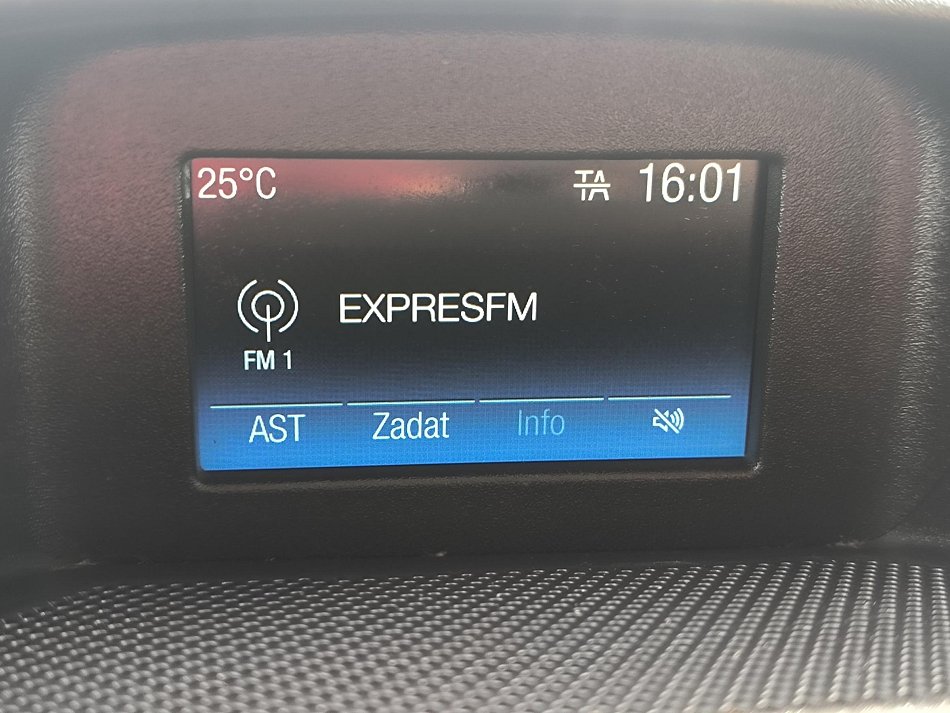 25°C TA 16:01
EXPRESFM
FM 1
AST Zadat Info